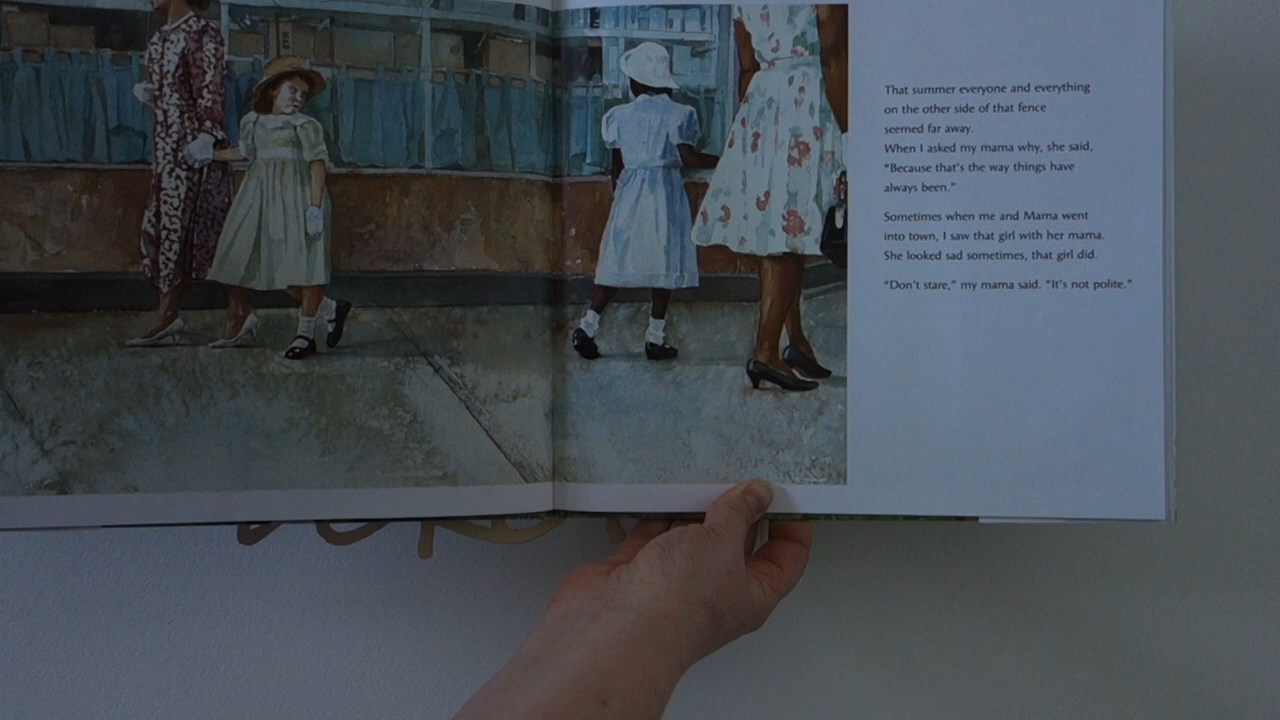 That summer everyone and everything
on the other side of that fence
seemed far away.
When I asked my mama why, she said,
“Because that’s the way things have
always been.”
Sometimes when me and Mama went
into town, I saw that girl with her mama.
She looked sad sometimes, that girl did.
“Don’t stare,” my mama said. “It’s not polite.”